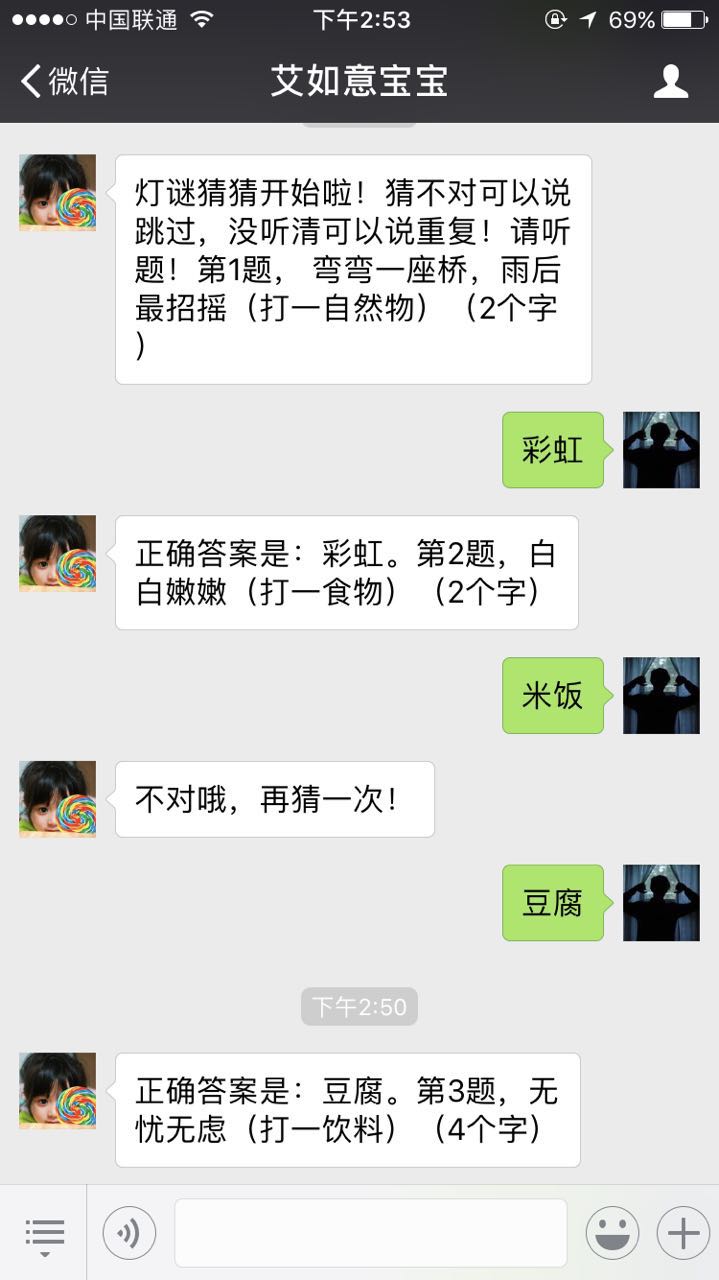 中国联通 下午2:53 69%
微信 艾如意宝宝
灯谜猜猜开始啦！猜不对可以说
跳过，没听清可以说重复！请听
题！第1题， 弯弯一座桥，雨后
最招摇（打一自然物）（2个字
）
彩虹
正确答案是：彩虹。第2题，白
白嫩嫩（打一食物）（2个字）
米饭
不对哦，再猜一次！
豆腐
下午2:50
正确答案是：豆腐。第3题，无
忧无虑（打一饮料）（4个字）